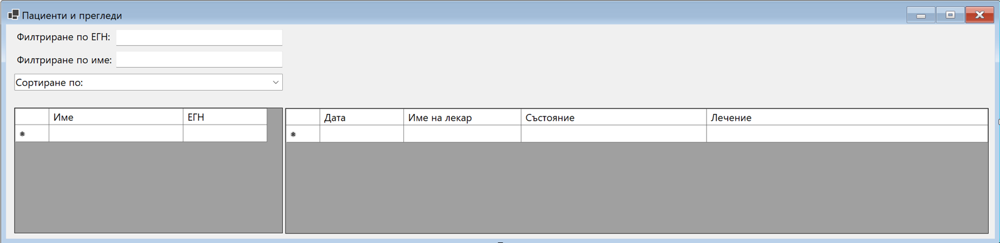 Пациенти и прегледи
Филтриране по ЕГН:
Филтриране по име:
Сортиране по:
Име ЕГН
Дата Име на лекар Състояние Лечение